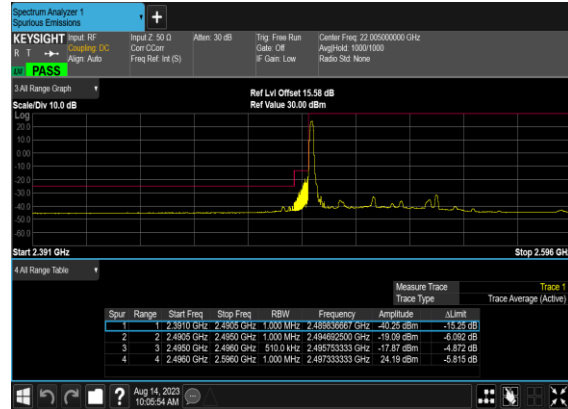 Spectrum Analyzer 1
Spurious Emissions
KEYSIGHT Input: RF Input Z: 50 Ω Atten: 30 dB Trig: Free Run Center Freq: 22.005000000 GHz
R T Coupling: DC Corr CCorr Gate: Off Avg|Hold: 1000/1000
Align: Auto Freq Ref: Int (S) IF Gain: Low Radio Std: None
PASS
3 All Range Graph Ref Lvl Offset 15.58 dB
Scale/Div 10.0 dB Ref Value 30.00 dBm
Log
20.0
10.0
0.00
-10.0
-20.0
-30.0
-40.0
-50.0
-60.0
Start 2.391 GHz Stop 2.596 GH
4 All Range Table
Measure Trace Trace 1
Trace Type Trace Average (Active)
Spur Range Start Freq Stop Freq RBW Frequency Amplitude ΔLimit
1 1 2.3910 GHz 2.4905 GHz 1.000 MHz 2.489836667 GHz -40.25 dBm -15.25 dB
2 2 2.4905 GHz 2.4950 GHz 1.000 MHz 2.494692500 GHz -19.09 dBm -6.092 dB
3 3 2.4950 GHz 2.4960 GHz 510.0 kHz 2.495753333 GHz -17.87 dBm -4.872 dB
4 4 2.4960 GHz 2.5960 GHz 1.000 MHz 2.497333333 GHz 24.19 dBm -5.815 dB
? Aug 14, 2023
10:05:54 AM